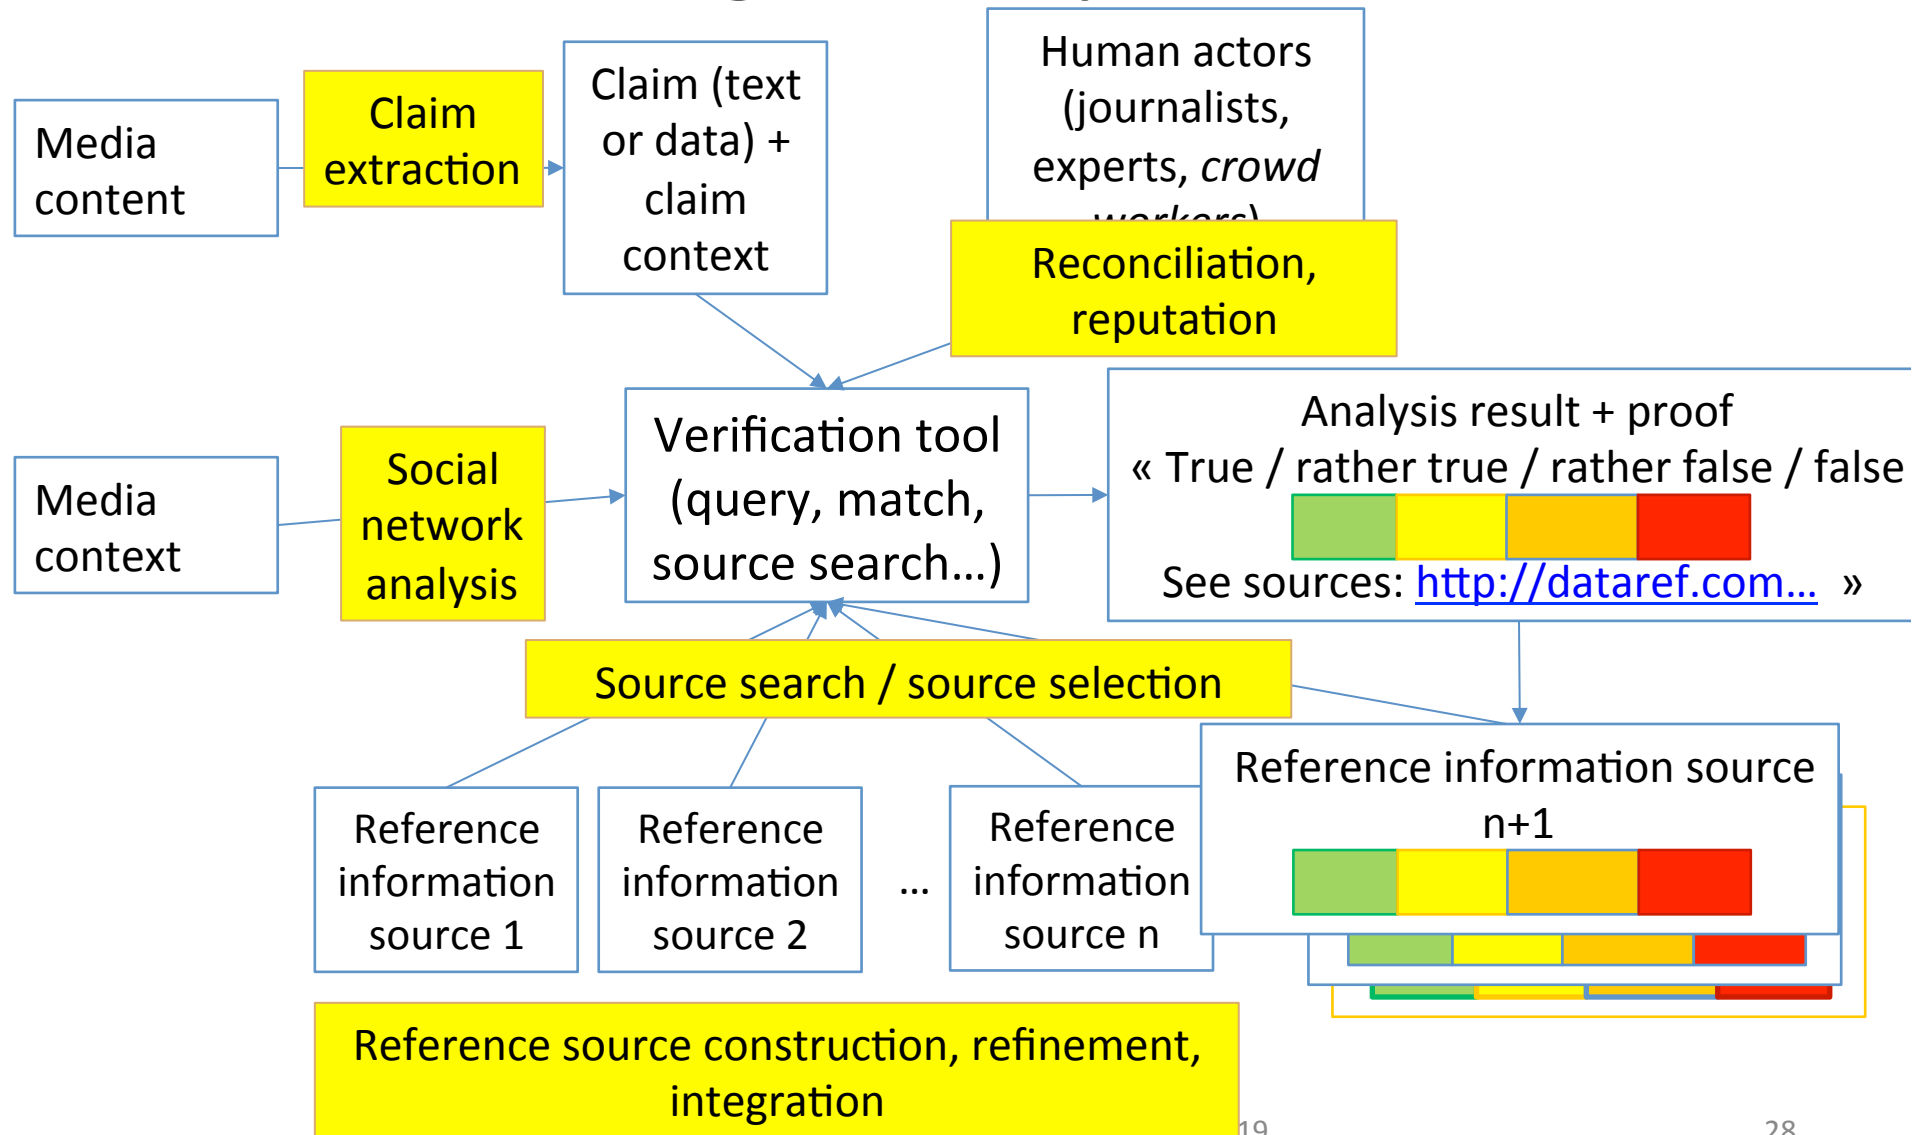 Media
content
Claim
extraction
Claim (text
or data) +
claim
context
Human actors
(journalists,
experts, crowd
workers)
Reconciliation,
reputation
Media
context
Social
network
analysis
Verification tool
(query, match,
source search…)
Analysis result + proof
« True / rather true / rather false / false
See sources: http://dataref.com… »
Source search / source selection
Reference
information
source 1
Reference
information
source 2
…
Reference
information
source n
Reference information source
n+1
Reference source construction, refinement,
integration
19
28